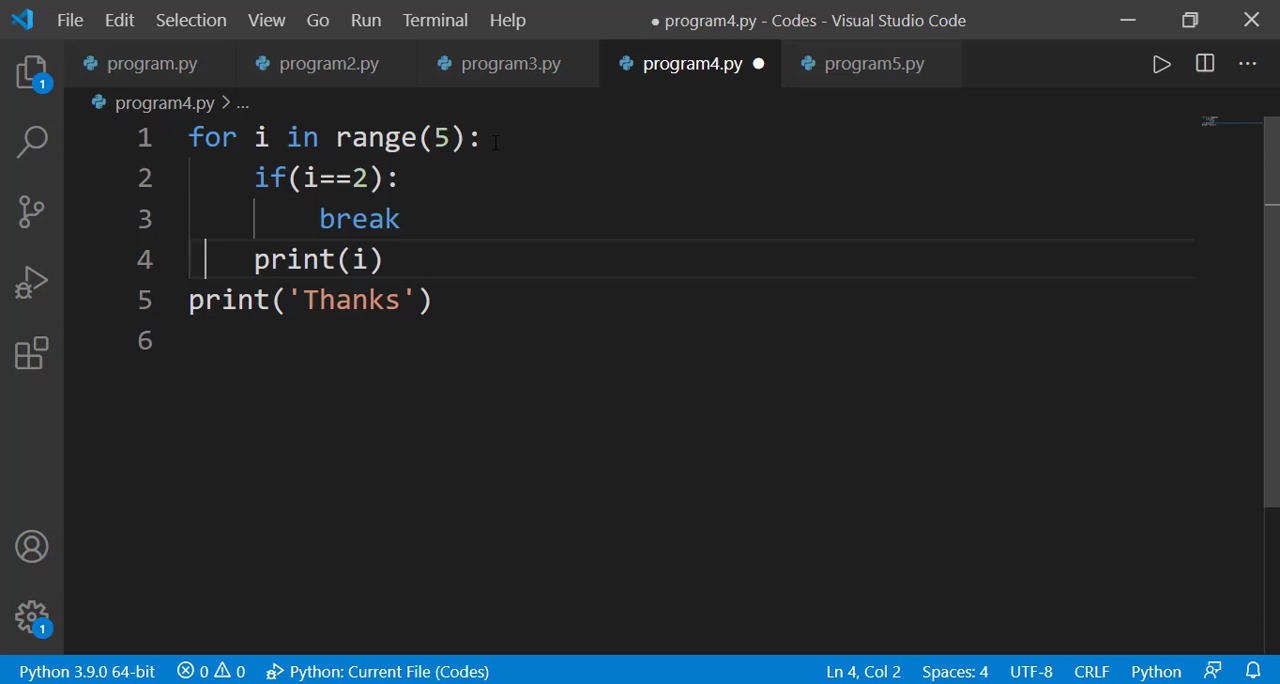 File Edit Selection View Go Run Terminal Help ● program4.py - Codes - Visual Studio Code
program.py program2.py program3.py program4.py ● program5.py
program4.py > ...
1 for i in range(5):
2     if(i==2):
3         break
4     print(i)
5 print('Thanks')
6
1
1
Python 3.9.0 64-bit 0 0 Python: Current File (Codes) Ln 4, Col 2 Spaces: 4 UTF-8 CRLF Python